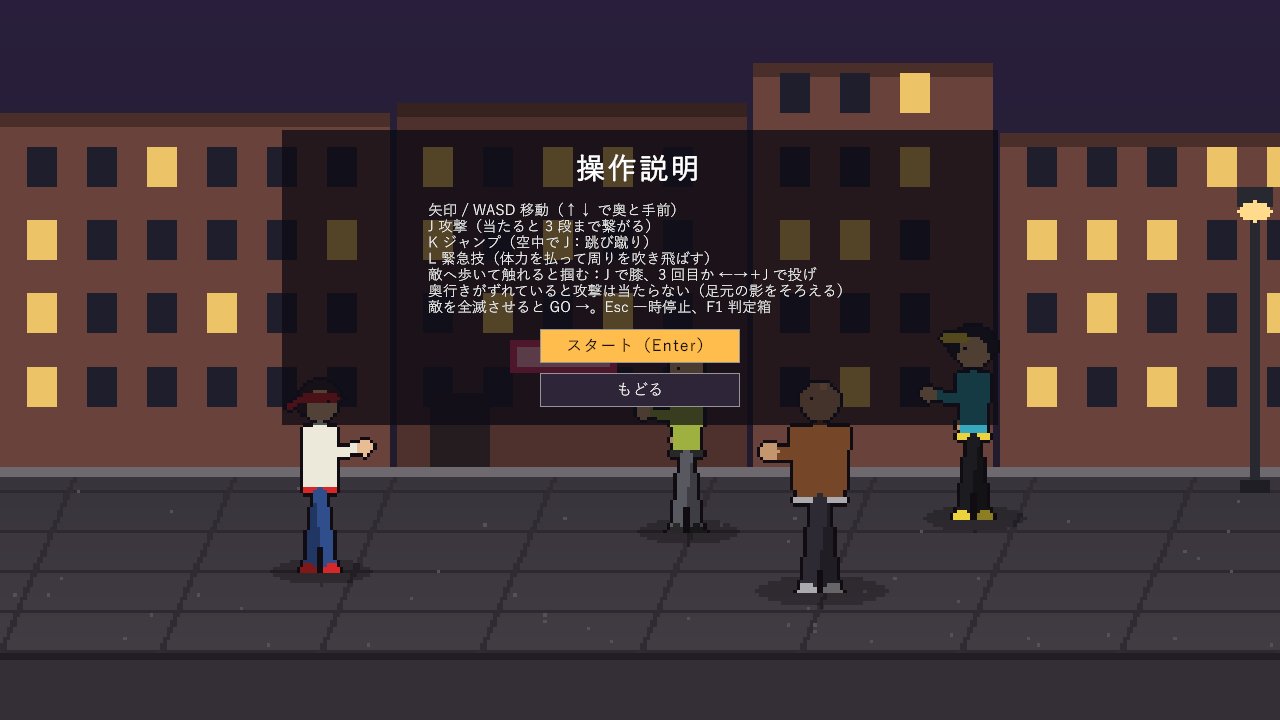 操作説明
矢印 / WASD 移動（↑↓ で奥と手前）
J 攻撃（当たると 3 段まで繋がる）
K ジャンプ（空中で J：跳び蹴り）
L 緊急技（体力を払って周りを吹き飛ばす）
敵へ歩いて触れると掴む：J で膝、3 回目か ←→＋J で投げ
奥行きがずれていると攻撃は当たらない（足元の影をそろえる）
敵を全滅させると GO →。Esc 一時停止、F1 判定箱
スタート（Enter）
もどる